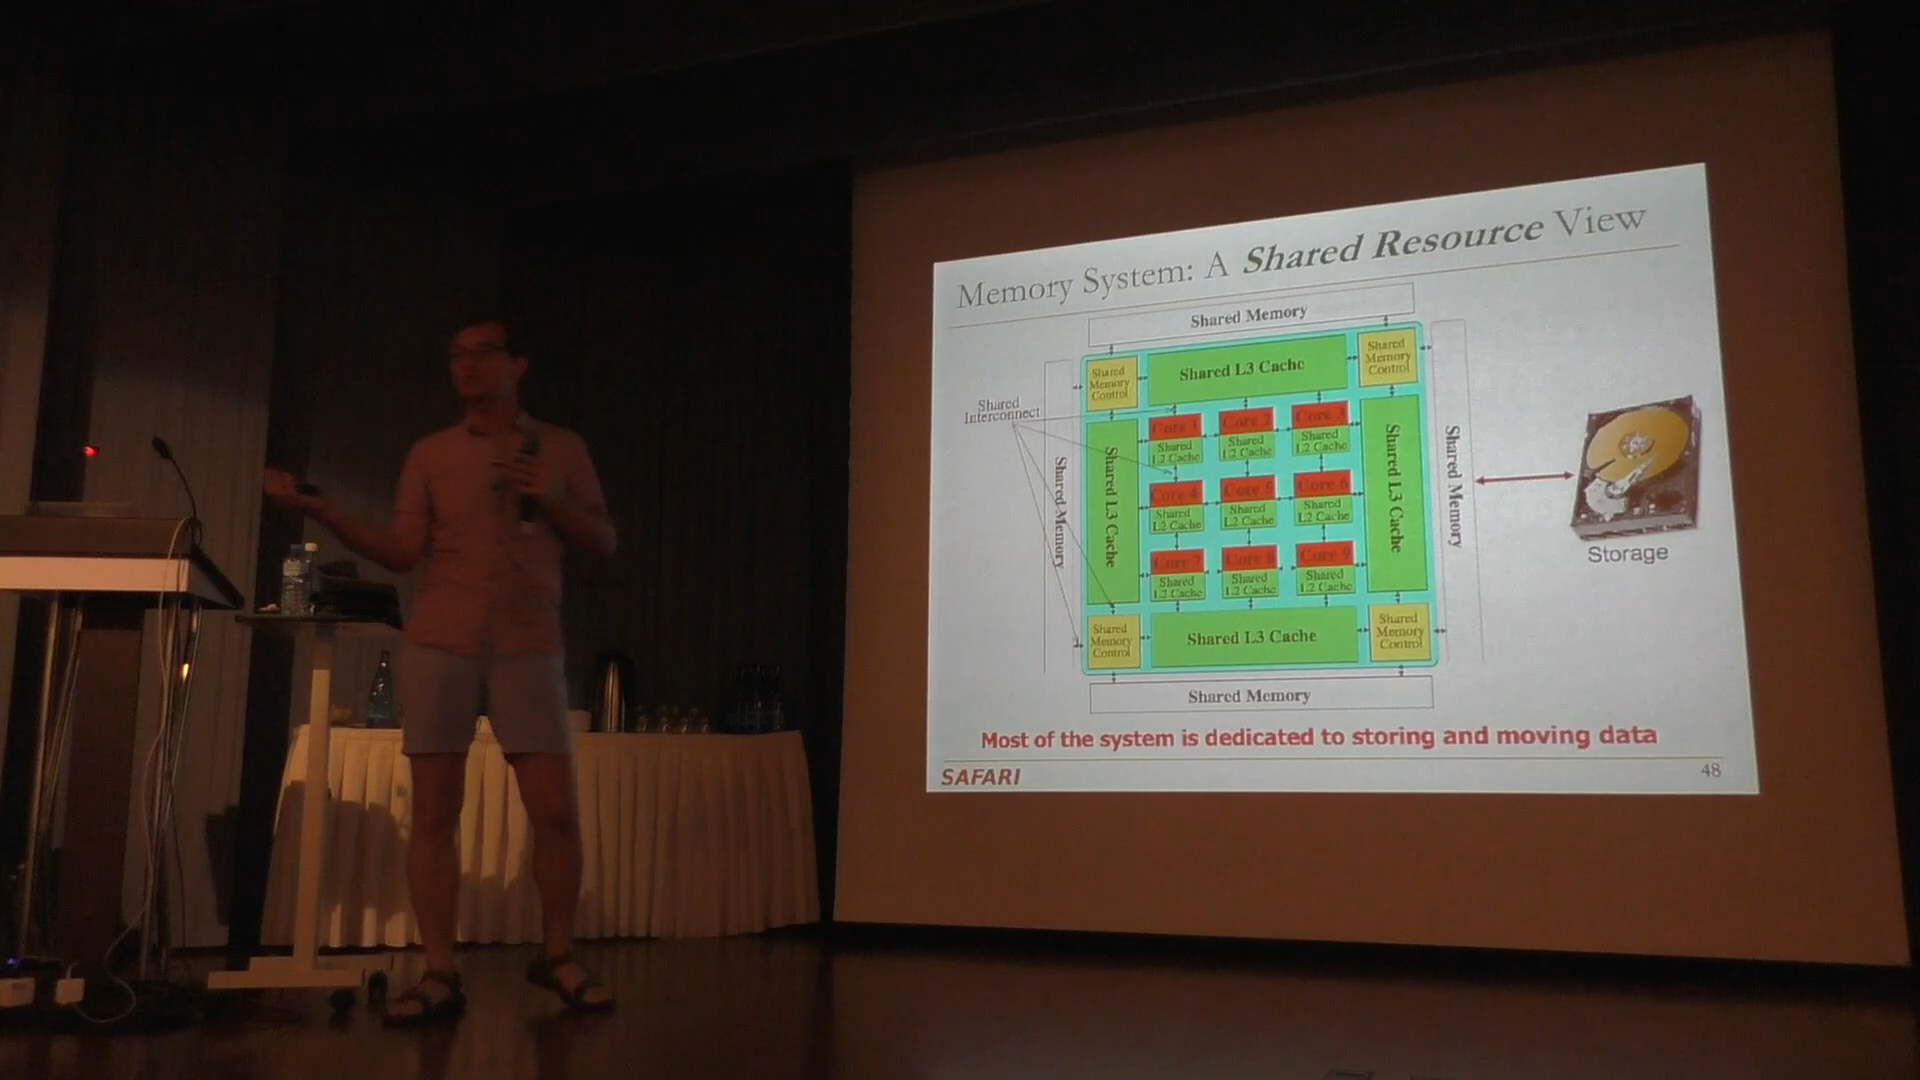 Memory System: A Shared Resource View
Shared Memory
Shared
Memory
Control
Shared L3 Cache
Shared
Memory
Control
Shared
Interconnect
Shared Memory
Shared L3 Cache
Core 1
Shared
L2 Cache
Core 2
Shared
L2 Cache
Core 3
Shared
L2 Cache
Core 4
Shared
L2 Cache
Core 5
Shared
L2 Cache
Core 6
Shared
L2 Cache
Core 7
Shared
L2 Cache
Core 8
Shared
L2 Cache
Core 9
Shared
L2 Cache
Shared L3 Cache
Shared Memory
Storage
Shared
Memory
Control
Shared L3 Cache
Shared
Memory
Control
Shared Memory
Most of the system is dedicated to storing and moving data
SAFARI
48